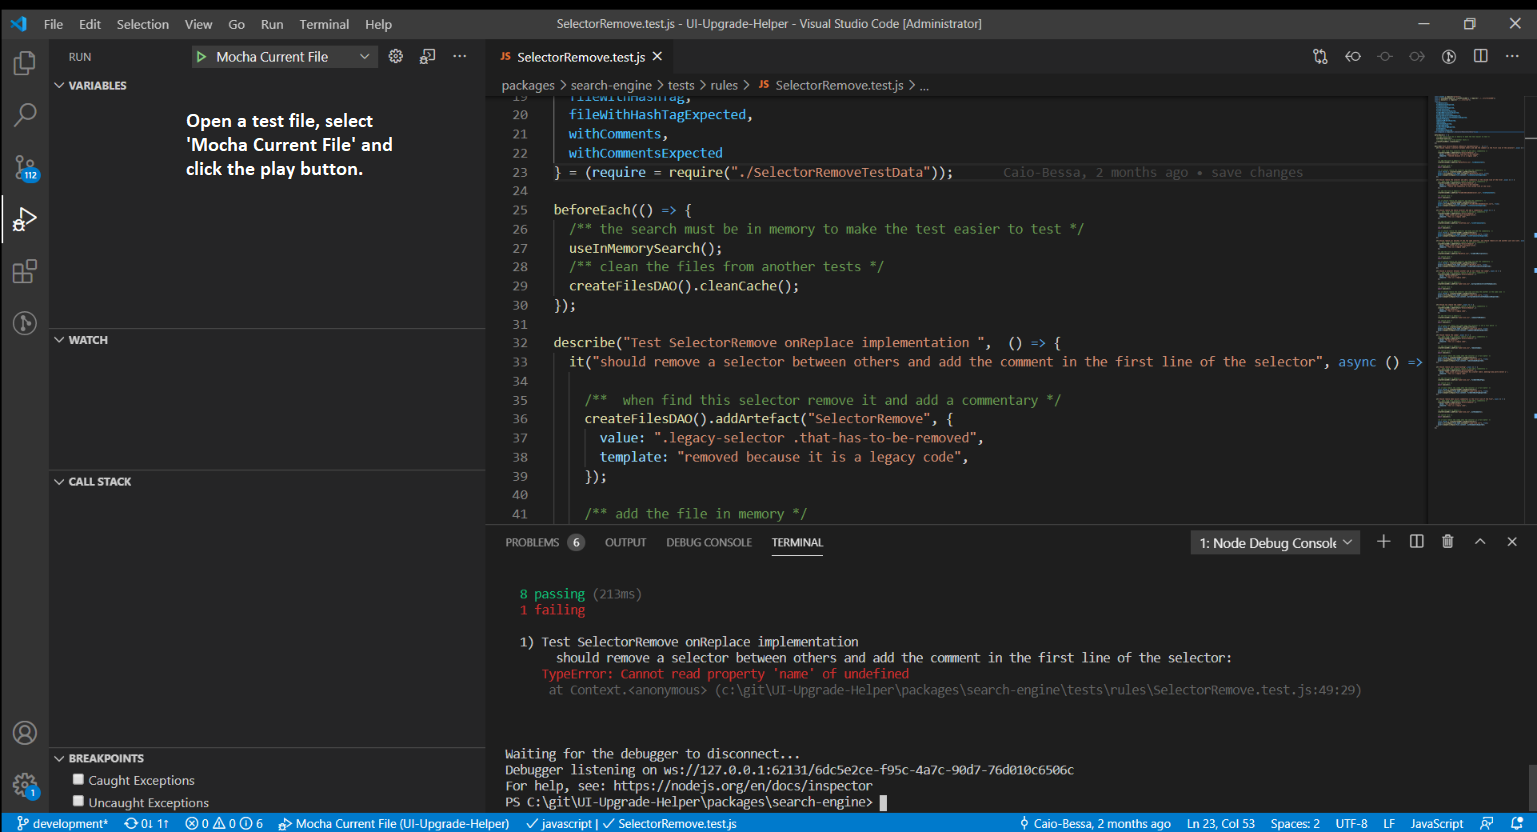 File Edit Selection View Go Run Terminal Help
SelectorRemove.test.js - UI-Upgrade-Helper - Visual Studio Code [Administrator]
RUN
Mocha Current File
VARIABLES
Open a test file, select
'Mocha Current File' and
click the play button.
112
WATCH
CALL STACK
BREAKPOINTS
Caught Exceptions
Uncaught Exceptions
1
JS SelectorRemove.test.js
packages > search-engine > tests > rules > JS SelectorRemove.test.js > ...
19 fileWithHashTag,
20 fileWithHashTagExpected,
21 withComments,
22 withCommentsExpected
23 } = (require = require("./SelectorRemoveTestData")); Caio-Bessa, 2 months ago • save changes
24
25 beforeEach(() => {
26 /** the search must be in memory to make the test easier to test */
27 useInMemorySearch();
28 /** clean the files from another tests */
29 createFilesDAO().cleanCache();
30 });
31
32 describe("Test SelectorRemove onReplace implementation ", () => {
33 it("should remove a selector between others and add the comment in the first line of the selector", async () =>
34
35 /** when find this selector remove it and add a commentary */
36 createFilesDAO().addArtefact("SelectorRemove", {
37 value: ".legacy-selector .that-has-to-be-removed",
38 template: "removed because it is a legacy code",
39 });
40
41 /** add the file in memory */
PROBLEMS 6 OUTPUT DEBUG CONSOLE TERMINAL
1: Node Debug Console
8 passing (213ms)
1 failing
1) Test SelectorRemove onReplace implementation
should remove a selector between others and add the comment in the first line of the selector:
TypeError: Cannot read property 'name' of undefined
at Context.<anonymous> (c:\git\UI-Upgrade-Helper\packages\search-engine\tests\rules\SelectorRemove.test.js:49:29)
Waiting for the debugger to disconnect...
Debugger listening on ws://127.0.0.1:62131/6dc5e2ce-f95c-4a7c-90d7-76d010c6506c
For help, see: https://nodejs.org/en/docs/inspector
PS C:\git\UI-Upgrade-Helper\packages\search-engine>
development* 0↓ 1↑ 0 0 6 Mocha Current File (UI-Upgrade-Helper) ✓ javascript | ✓ SelectorRemove.test.js Caio-Bessa, 2 months ago Ln 23, Col 53 Spaces: 2 UTF-8 LF JavaScript